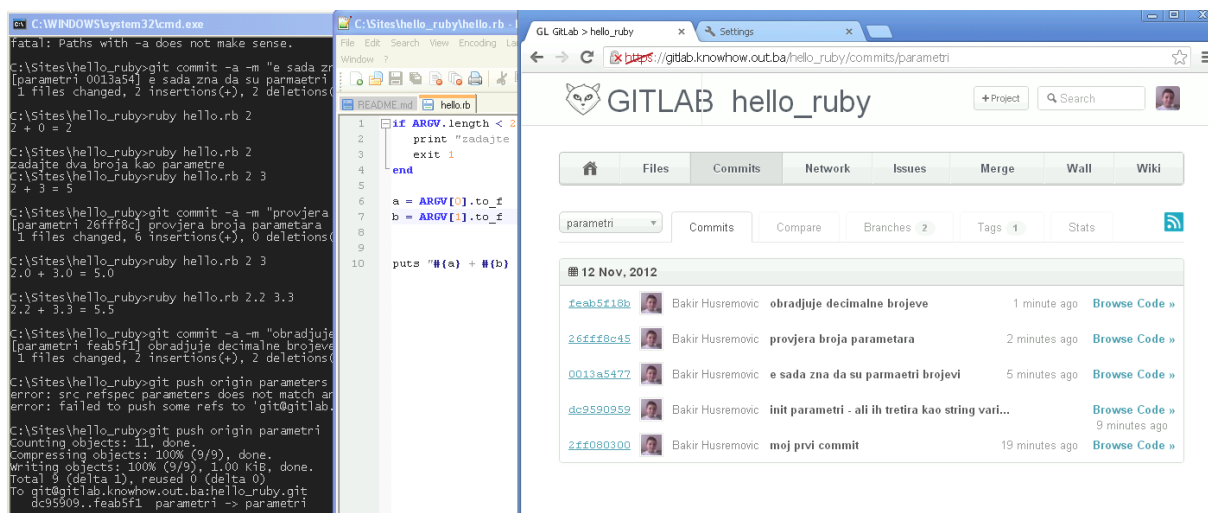 C:\WINDOWS\system32\cmd.exe
fatal: Paths with -a does not make sense.
C:\Sites\hello_ruby>git commit -a -m "e sada zn
[parametri 0013a54] e sada zna da su parmaetri
1 files changed, 2 insertions(+), 2 deletions(
C:\Sites\hello_ruby>ruby hello.rb 2
2 + 0 = 2
C:\Sites\hello_ruby>ruby hello.rb 2
zadajte dva broja kao parametre
C:\Sites\hello_ruby>ruby hello.rb 2 3
2 + 3 = 5
C:\Sites\hello_ruby>git commit -a -m "provjera
[parametri 26fff8c] provjera broja parametara
1 files changed, 6 insertions(+), 0 deletions(
C:\Sites\hello_ruby>ruby hello.rb 2 3
2.0 + 3.0 = 5.0
C:\Sites\hello_ruby>ruby hello.rb 2.2 3.3
2.2 + 3.3 = 5.5
C:\Sites\hello_ruby>git commit -a -m "obradjuje
[parametri feab5f1] obradjuje decimalne brojeve
1 files changed, 2 insertions(+), 2 deletions(
C:\Sites\hello_ruby>git push origin parameters
error: src refspec parameters does not match an
error: failed to push some refs to 'git@gitlab.
C:\Sites\hello_ruby>git push origin parametri
Counting objects: 11, done.
Compressing objects: 100% (9/9), done.
Writing objects: 100% (9/9), 1.00 KiB, done.
Total 9 (delta 1), reused 0 (delta 0)
To git@gitlab.knowhow.out.ba:hello_ruby.git
dc95909..feab5f1 parametri -> parametri
C:\Sites\hello_ruby\hello.rb -
File Edit Search View Encoding La
Window ?
README.md hello.rb
1 if ARGV.length < 2
2 print "zadajte
3 exit 1
4 end
5
6 a = ARGV[0].to_f
7 b = ARGV[1].to_f
8
9
10 puts "#{a} + #{b}
GL GitLab > hello_ruby × Settings ×
https://gitlab.knowhow.out.ba/hello_ruby/commits/parametri
GITLAB hello_ruby + Project Search
Files Commits Network Issues Merge Wall Wiki
parametri Commits Compare Branches 2 Tags 1 Stats
12 Nov, 2012
feab5f18b Bakir Husremovic obradjuje decimalne brojeve 1 minute ago Browse Code »
26fff8c45 Bakir Husremovic provjera broja parametara 2 minutes ago Browse Code »
0013a5477 Bakir Husremovic e sada zna da su parmaetri brojevi 5 minutes ago Browse Code »
dc9590959 Bakir Husremovic init parametri - ali ih tretira kao string vari... Browse Code »
9 minutes ago
2ff080300 Bakir Husremovic moj prvi commit 19 minutes ago Browse Code »